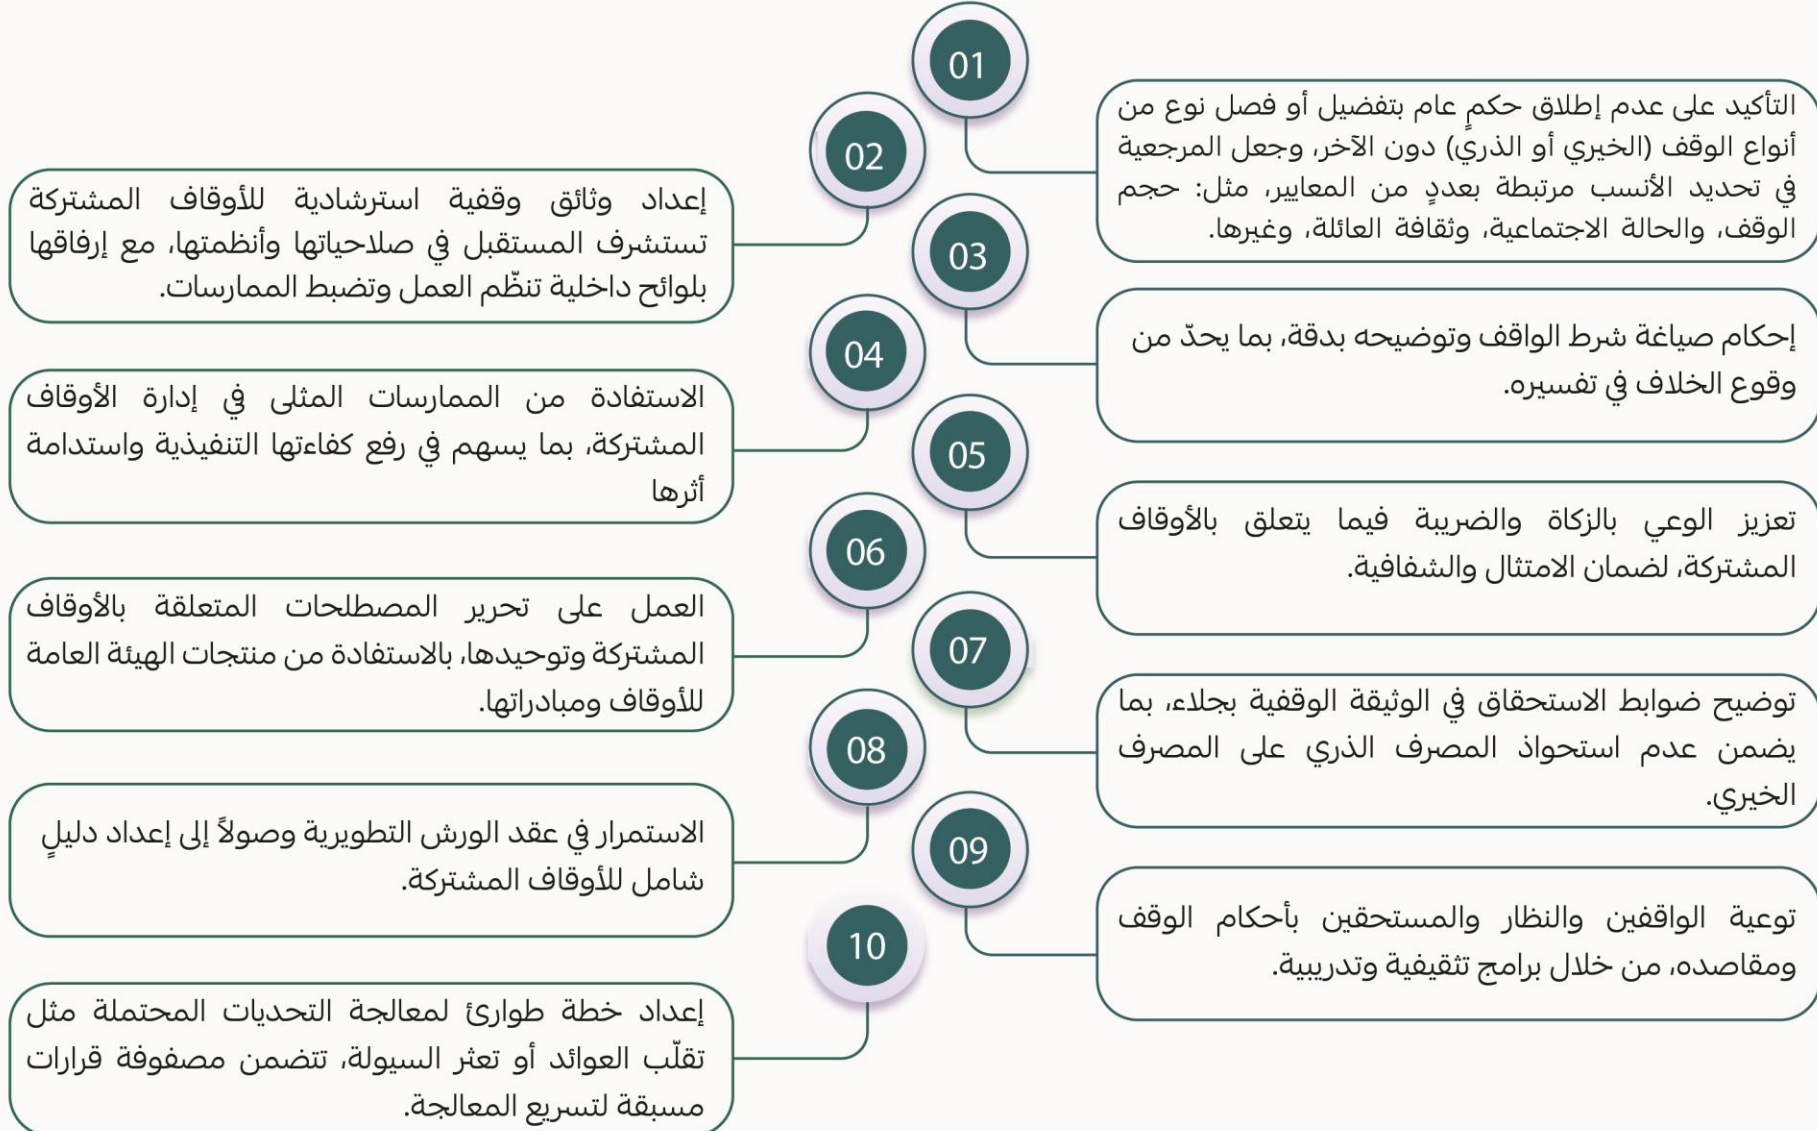 01
التأكيد على عدم إطلاق حكمٍ عام بتفضيل أو فصل نوع من
أنواع الوقف (الخيري أو الذري) دون الآخر، وجعل المرجعية
في تحديد الأنسب مرتبطة بعددٍ من المعايير، مثل: حجم
الوقف، والحالة الاجتماعية، وثقافة العائلة، وغيرها.
02
إعداد وثائق وقفية استرشادية للأوقاف المشتركة
تستشرف المستقبل في صلاحياتها وأنظمتها، مع إرفاقها
بلوائح داخلية تنظّم العمل وتضبط الممارسات.
03
إحكام صياغة شرط الواقف وتوضيحه بدقة، بما يحدّ من
وقوع الخلاف في تفسيره.
04
الاستفادة من الممارسات المثلى في إدارة الأوقاف
المشتركة، بما يسهم في رفع كفاءتها التنفيذية واستدامة
أثرها
05
تعزيز الوعي بالزكاة والضريبة فيما يتعلق بالأوقاف
المشتركة، لضمان الامتثال والشفافية.
06
العمل على تحرير المصطلحات المتعلقة بالأوقاف
المشتركة وتوحيدها، بالاستفادة من منتجات الهيئة العامة
للأوقاف ومبادراتها.
07
توضيح ضوابط الاستحقاق في الوثيقة الوقفية بجلاء، بما
يضمن عدم استحواذ المصرف الذري على المصرف
الخيري.
08
الاستمرار في عقد الورش التطويرية وصولاً إلى إعداد دليلٍ
شامل للأوقاف المشتركة.
09
توعية الواقفين والنظار والمستحقين بأحكام الوقف
ومقاصده، من خلال برامج تثقيفية وتدريبية.
10
إعداد خطة طوارئ لمعالجة التحديات المحتملة مثل
تقلّب العوائد أو تعثر السيولة، تتضمن مصفوفة قرارات
مسبقة لتسريع المعالجة.